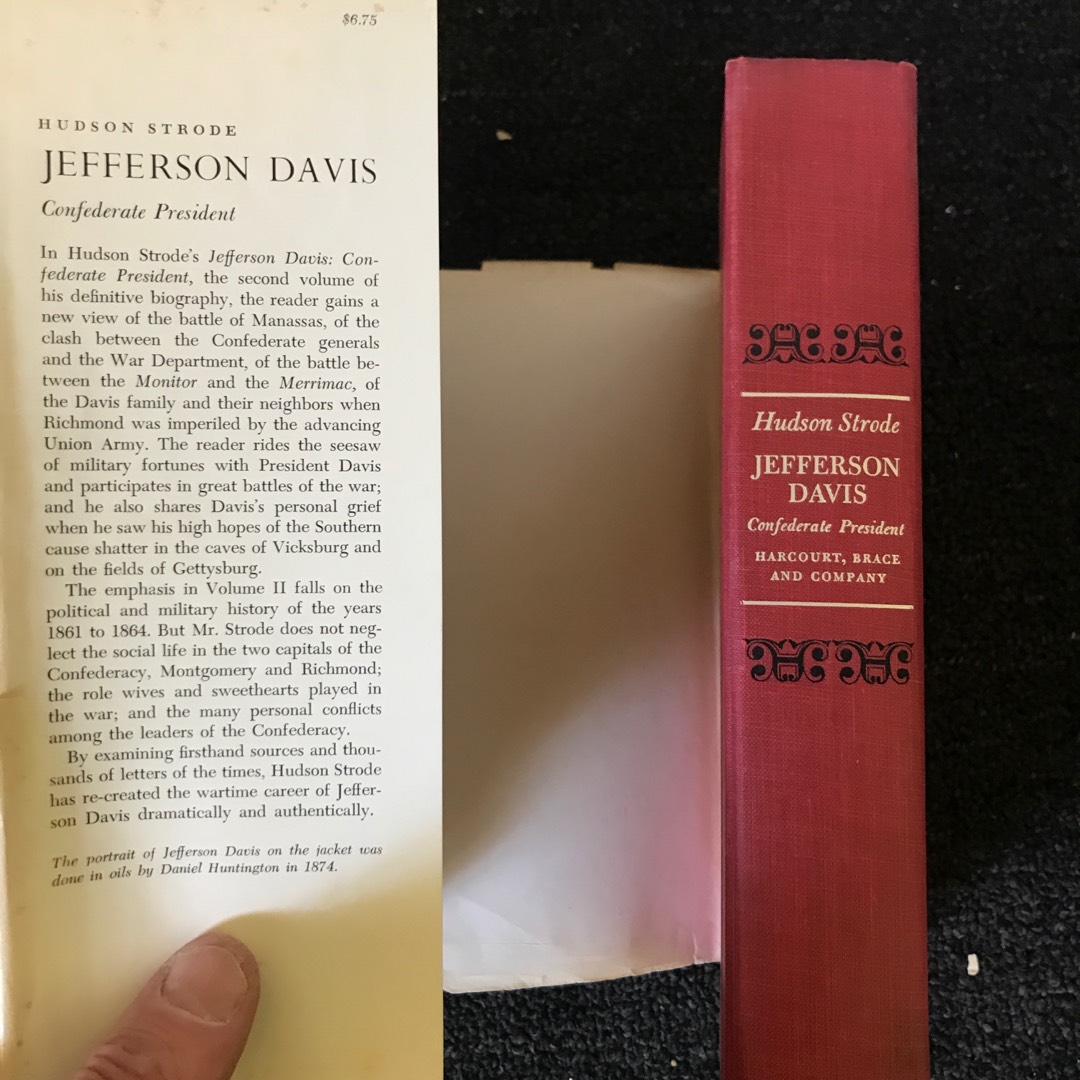 $6.75
HUDSON STRODE
JEFFERSON DAVIS
Confederate President
In Hudson Strode's Jefferson Davis: Con-
federate President, the second volume of
his definitive biography, the reader gains a
new view of the battle of Manassas, of the
clash between the Confederate generals
and the War Department, of the battle be-
tween the Monitor and the Merrimac, of
the Davis family and their neighbors when
Richmond was imperiled by the advancing
Union Army. The reader rides the seesaw
of military fortunes with President Davis
and participates in great battles of the war;
and he also shares Davis's personal grief
when he saw his high hopes of the Southern
cause shatter in the caves of Vicksburg and
on the fields of Gettysburg.
The emphasis in Volume II falls on the
political and military history of the years
1861 to 1864. But Mr. Strode does not neg-
lect the social life in the two capitals of the
Confederacy, Montgomery and Richmond;
the role wives and sweethearts played in
the war; and the many personal conflicts
among the leaders of the Confederacy.
By examining firsthand sources and thou-
sands of letters of the times, Hudson Strode
has re-created the wartime career of Jeffer-
son Davis dramatically and authentically.
The portrait of Jefferson Davis on the jacket was
done in oils by Daniel Huntington in 1874.
Hudson Strode
JEFFERSON
DAVIS
Confederate President
HARCOURT, BRACE
AND COMPANY